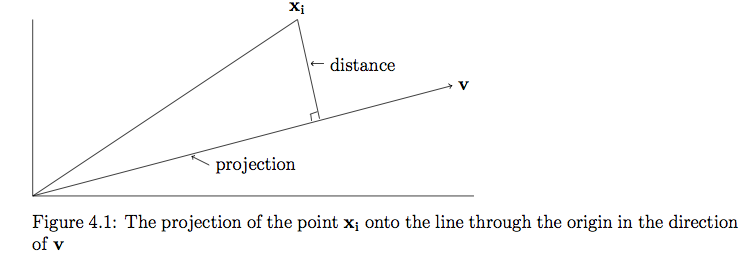 xᵢ
distance
v
projection
Figure 4.1: The projection of the point xᵢ onto the line through the origin in the direction
of v